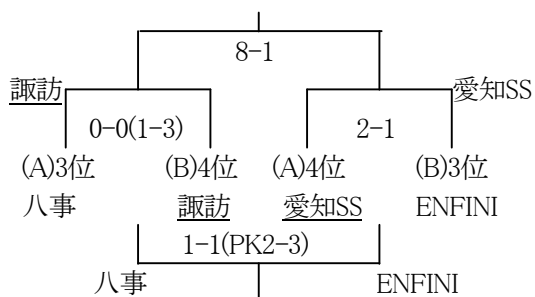 8-1
諏訪 愛知SS
0-0(1-3) 2-1
(A)3位 (B)4位 (A)4位 (B)3位
八事 諏訪 愛知SS ENFINI
1-1(PK2-3)
八事 ENFINI